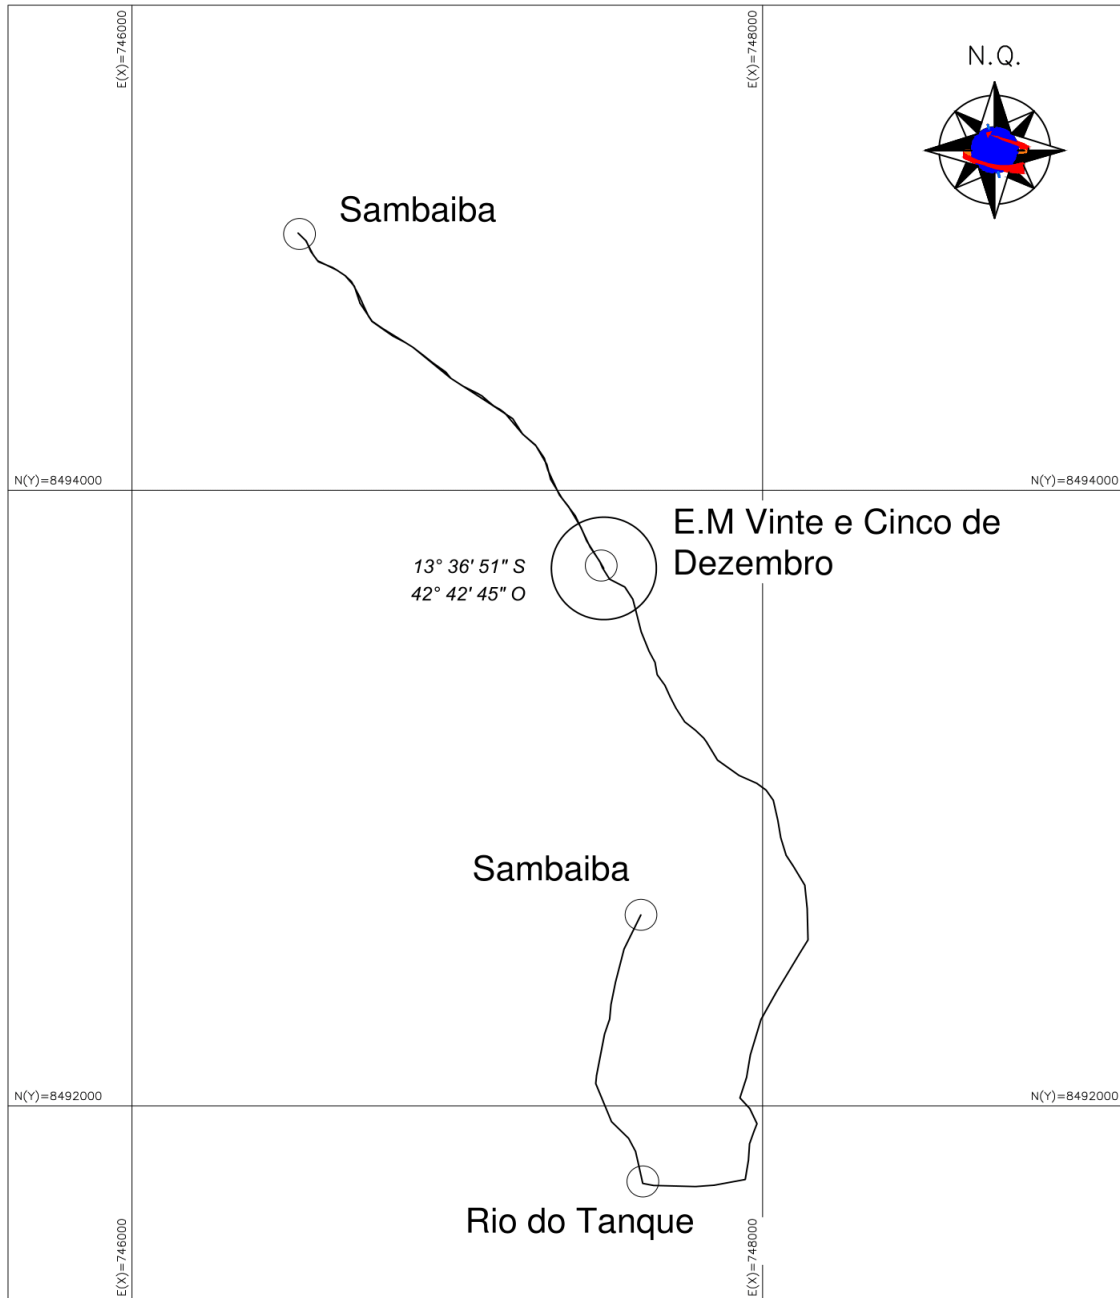 E(X)=746000
E(X)=748000
N.Q.
Sambaiba
N(Y)=8494000
N(Y)=8494000
E.M Vinte e Cinco de
Dezembro
13° 36' 51" S
42° 42' 45" O
Sambaiba
N(Y)=8492000
N(Y)=8492000
Rio do Tanque
E(X)=746000
E(X)=748000